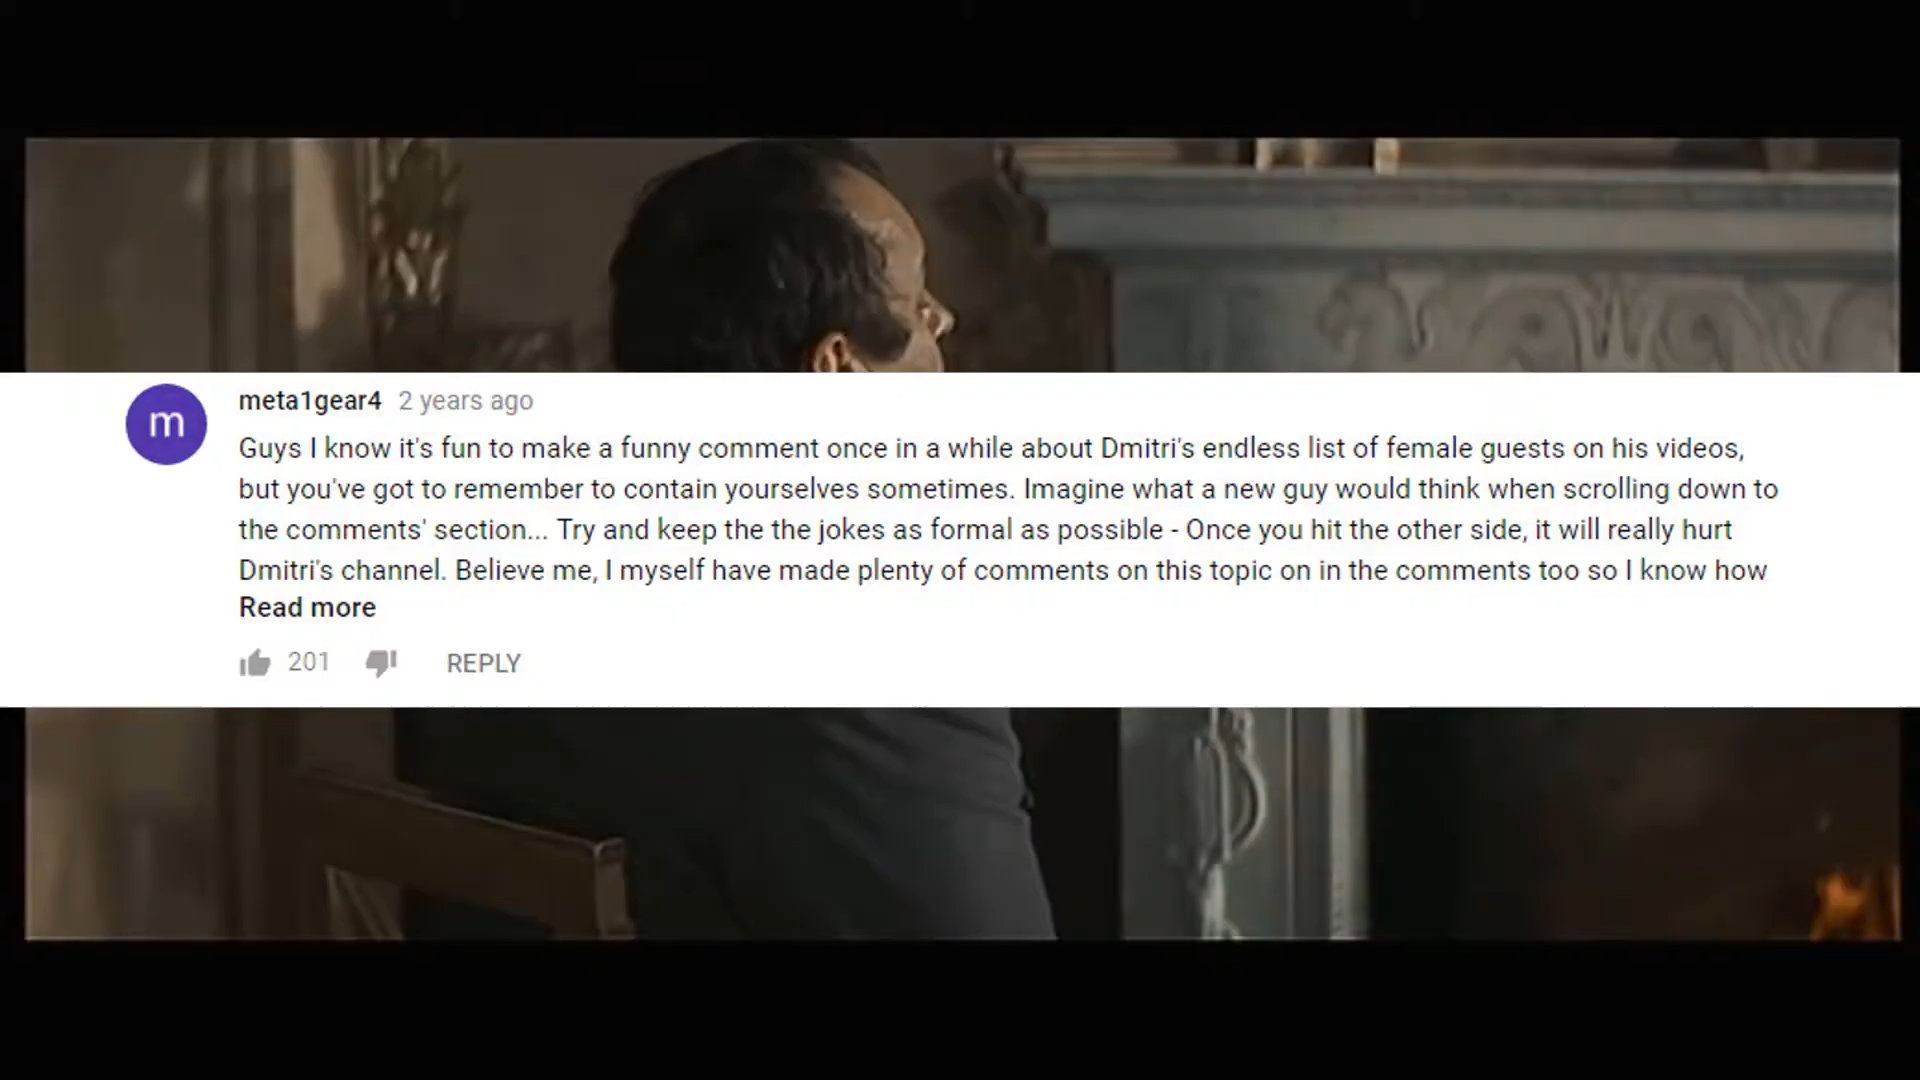 m
meta1gear4 2 years ago
Guys I know it's fun to make a funny comment once in a while about Dmitri's endless list of female guests on his videos,
but you've got to remember to contain yourselves sometimes. Imagine what a new guy would think when scrolling down to
the comments' section... Try and keep the the jokes as formal as possible - Once you hit the other side, it will really hurt
Dmitri's channel. Believe me, I myself have made plenty of comments on this topic on in the comments too so I know how
Read more
201 REPLY